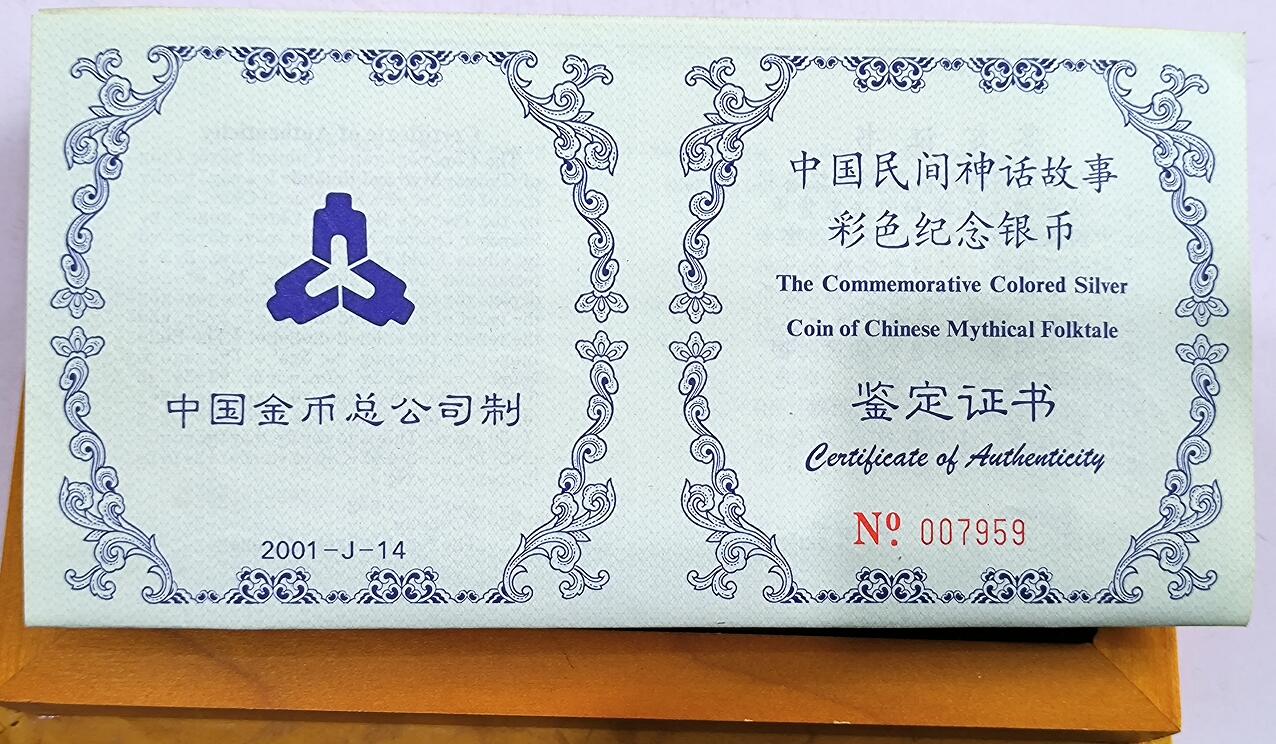 中国金币总公司制
2001-J-14
中国民间神话故事
彩色纪念银币
The Commemorative Colored Silver
Coin of Chinese Mythical Folktale
鉴定证书
Certificate of Authenticity
Nº 007959